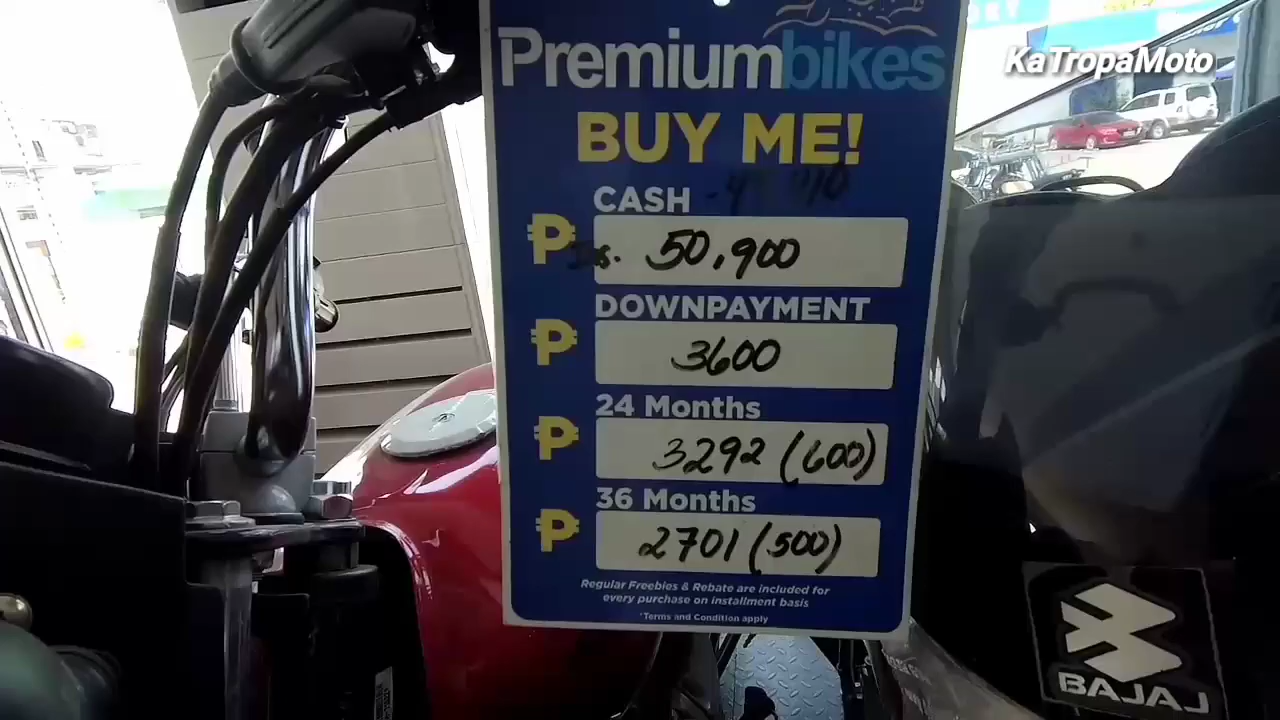 Premiumbikes
KaTropaMoto
BUY ME!
CASH
₱ 50,900
DOWNPAYMENT
₱ 3600
24 Months
₱ 3292 (600)
36 Months
₱ 2701 (500)
Regular Freebies & Rebate are included for
every purchase on installment basis
*Terms and Condition apply
BAJAJ